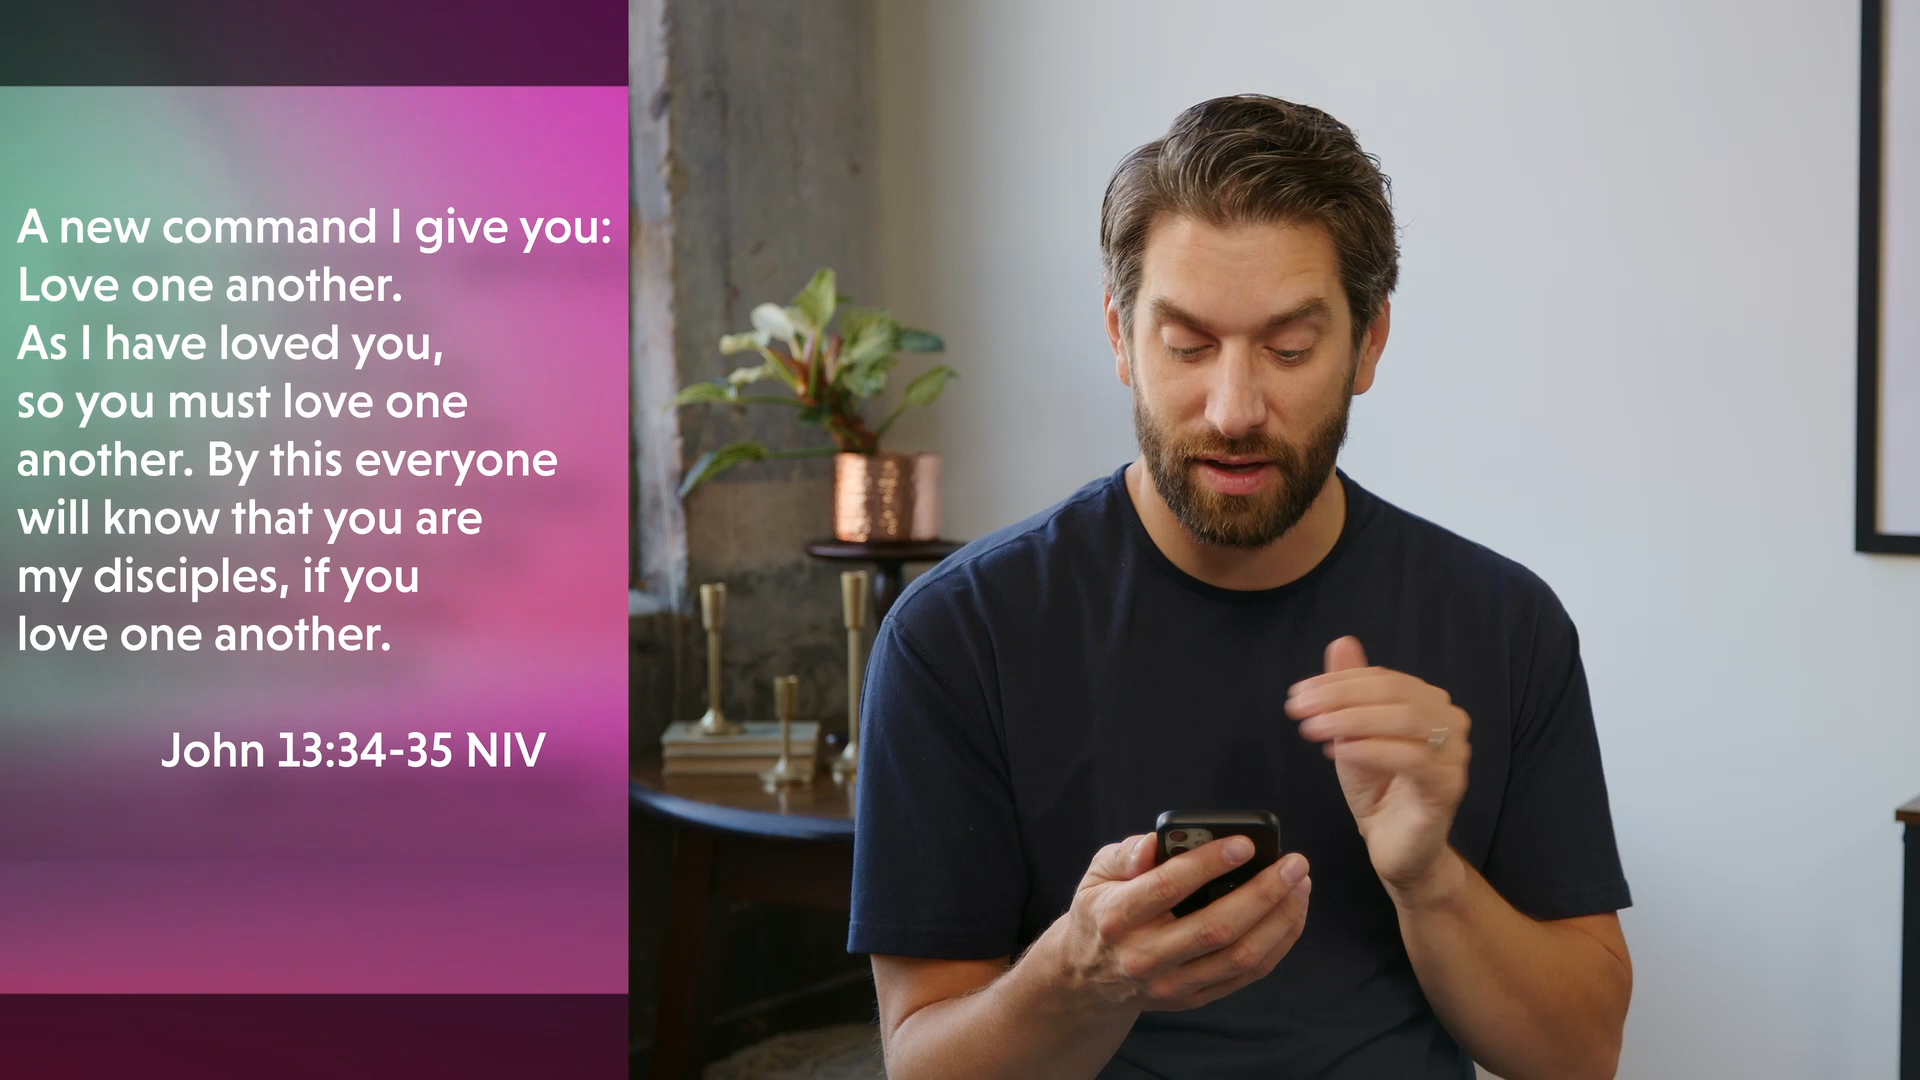 A new command I give you:
Love one another.
As I have loved you,
so you must love one
another. By this everyone
will know that you are
my disciples, if you
love one another.
John 13:34-35 NIV